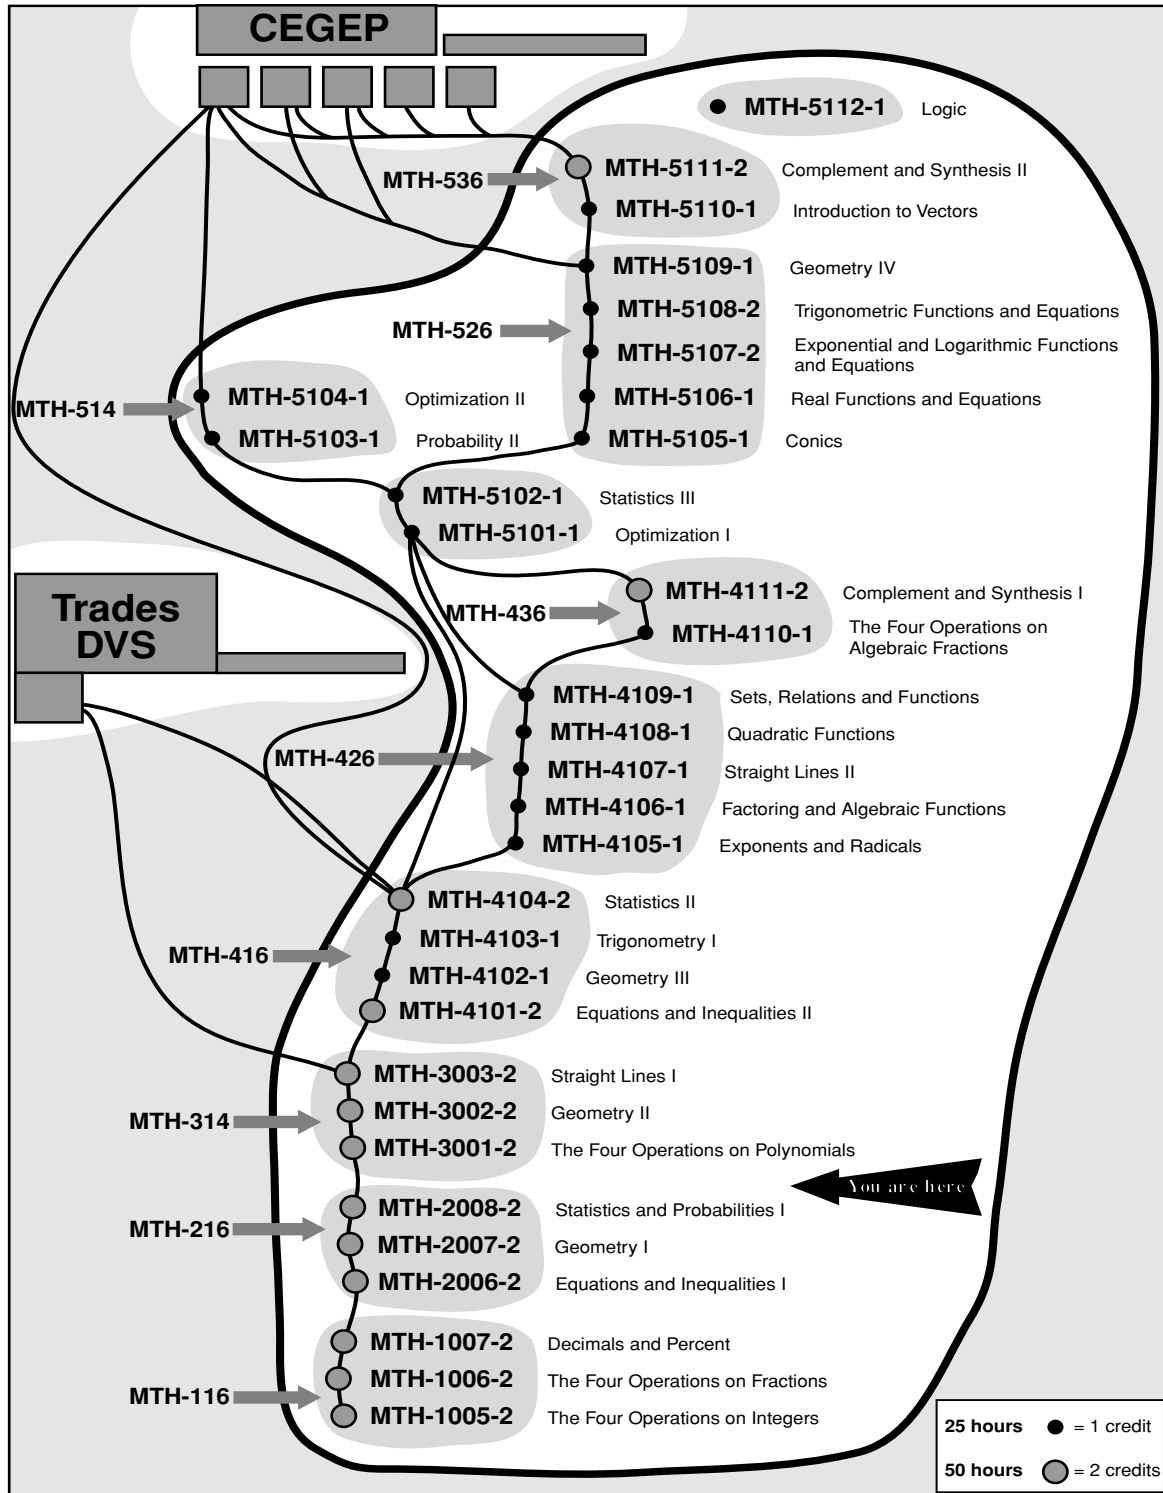 CEGEP
MTH-5112-1 Logic
MTH-536
MTH-5111-2 Complement and Synthesis II
MTH-5110-1 Introduction to Vectors
MTH-526
MTH-5109-1 Geometry IV
MTH-5108-2 Trigonometric Functions and Equations
MTH-5107-2 Exponential and Logarithmic Functions
and Equations
MTH-5106-1 Real Functions and Equations
MTH-5105-1 Conics
MTH-514
MTH-5104-1 Optimization II
MTH-5103-1 Probability II
MTH-5102-1 Statistics III
MTH-5101-1 Optimization I
Trades
DVS
MTH-436
MTH-4111-2 Complement and Synthesis I
MTH-4110-1 The Four Operations on
Algebraic Fractions
MTH-426
MTH-4109-1 Sets, Relations and Functions
MTH-4108-1 Quadratic Functions
MTH-4107-1 Straight Lines II
MTH-4106-1 Factoring and Algebraic Functions
MTH-4105-1 Exponents and Radicals
MTH-416
MTH-4104-2 Statistics II
MTH-4103-1 Trigonometry I
MTH-4102-1 Geometry III
MTH-4101-2 Equations and Inequalities II
MTH-314
MTH-3003-2 Straight Lines I
MTH-3002-2 Geometry II
MTH-3001-2 The Four Operations on Polynomials
You are here
MTH-216
MTH-2008-2 Statistics and Probabilities I
MTH-2007-2 Geometry I
MTH-2006-2 Equations and Inequalities I
MTH-116
MTH-1007-2 Decimals and Percent
MTH-1006-2 The Four Operations on Fractions
MTH-1005-2 The Four Operations on Integers
25 hours = 1 credit
50 hours = 2 credits